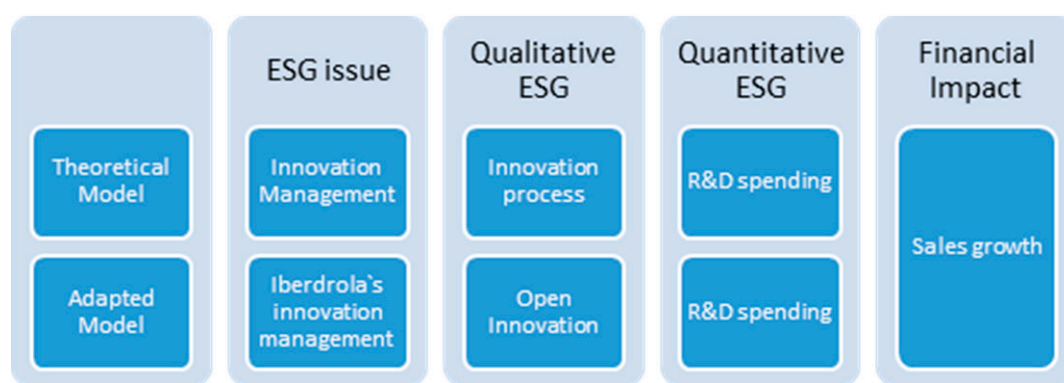 ESG issue
Qualitative
ESG
Quantitative
ESG
Financial
Impact
Theoretical
Model
Innovation
Management
Innovation
process
R&D spending
Sales growth
Adapted
Model
Iberdrola`s
innovation
management
Open
Innovation
R&D spending